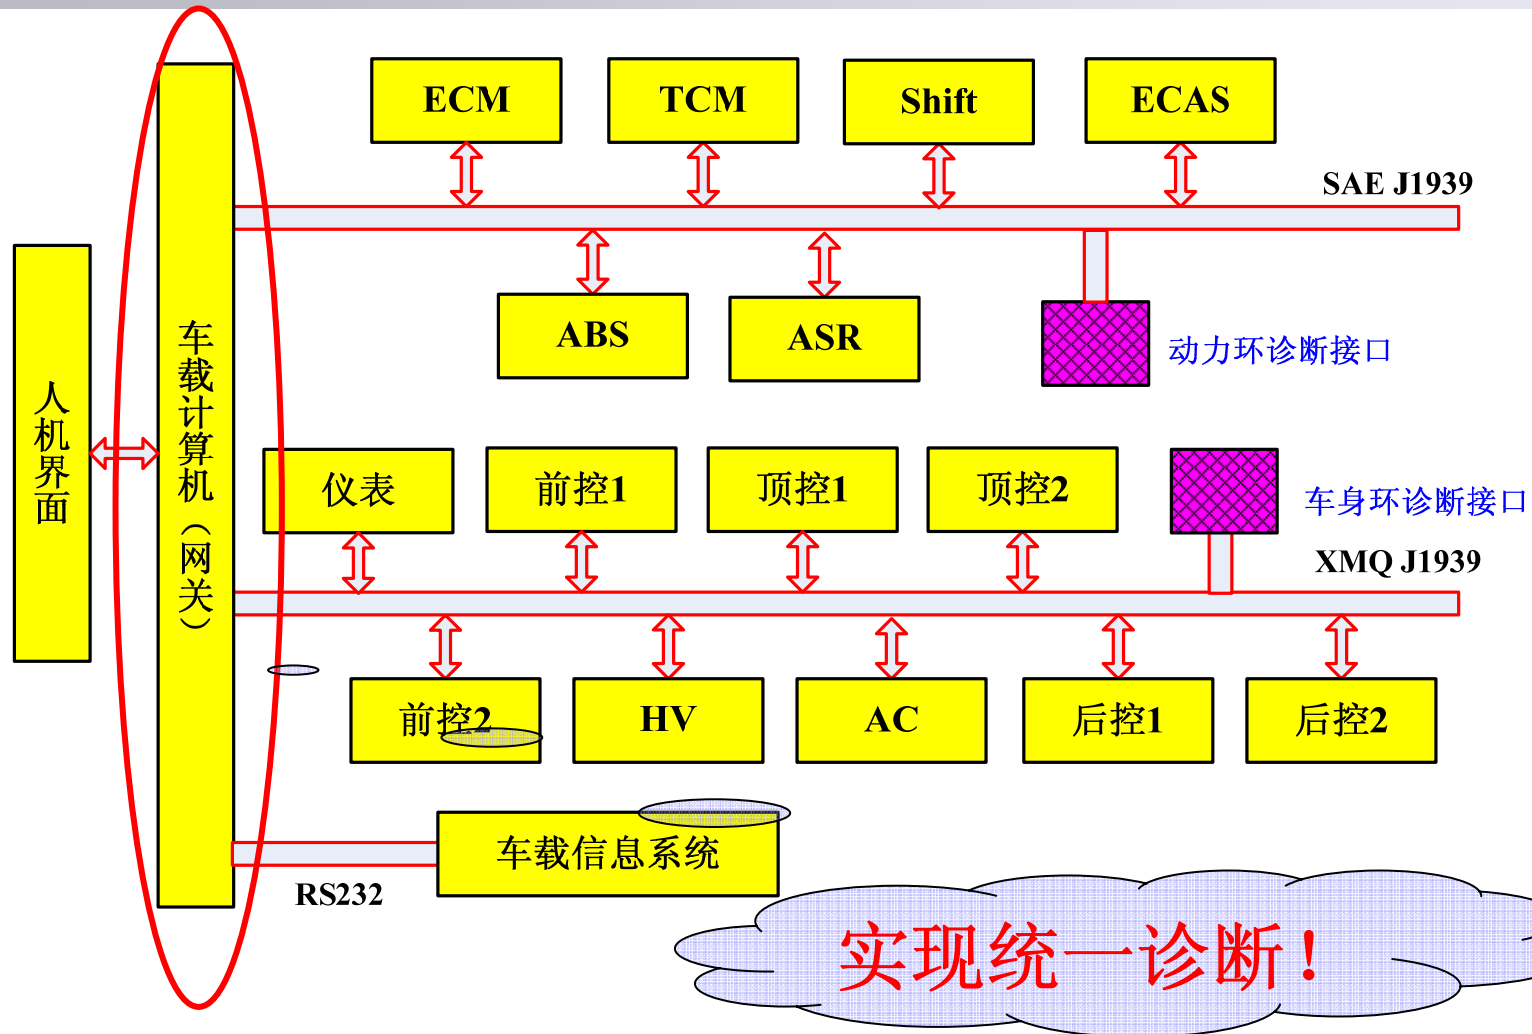 ECM
TCM
Shift
ECAS
SAE J1939
ABS
ASR
动力环诊断接口
人机界面
车载计算机（网关）
仪表
前控1
顶控1
顶控2
车身环诊断接口
XMQ J1939
前控2
HV
AC
后控1
后控2
车载信息系统
RS232
实现统一诊断！